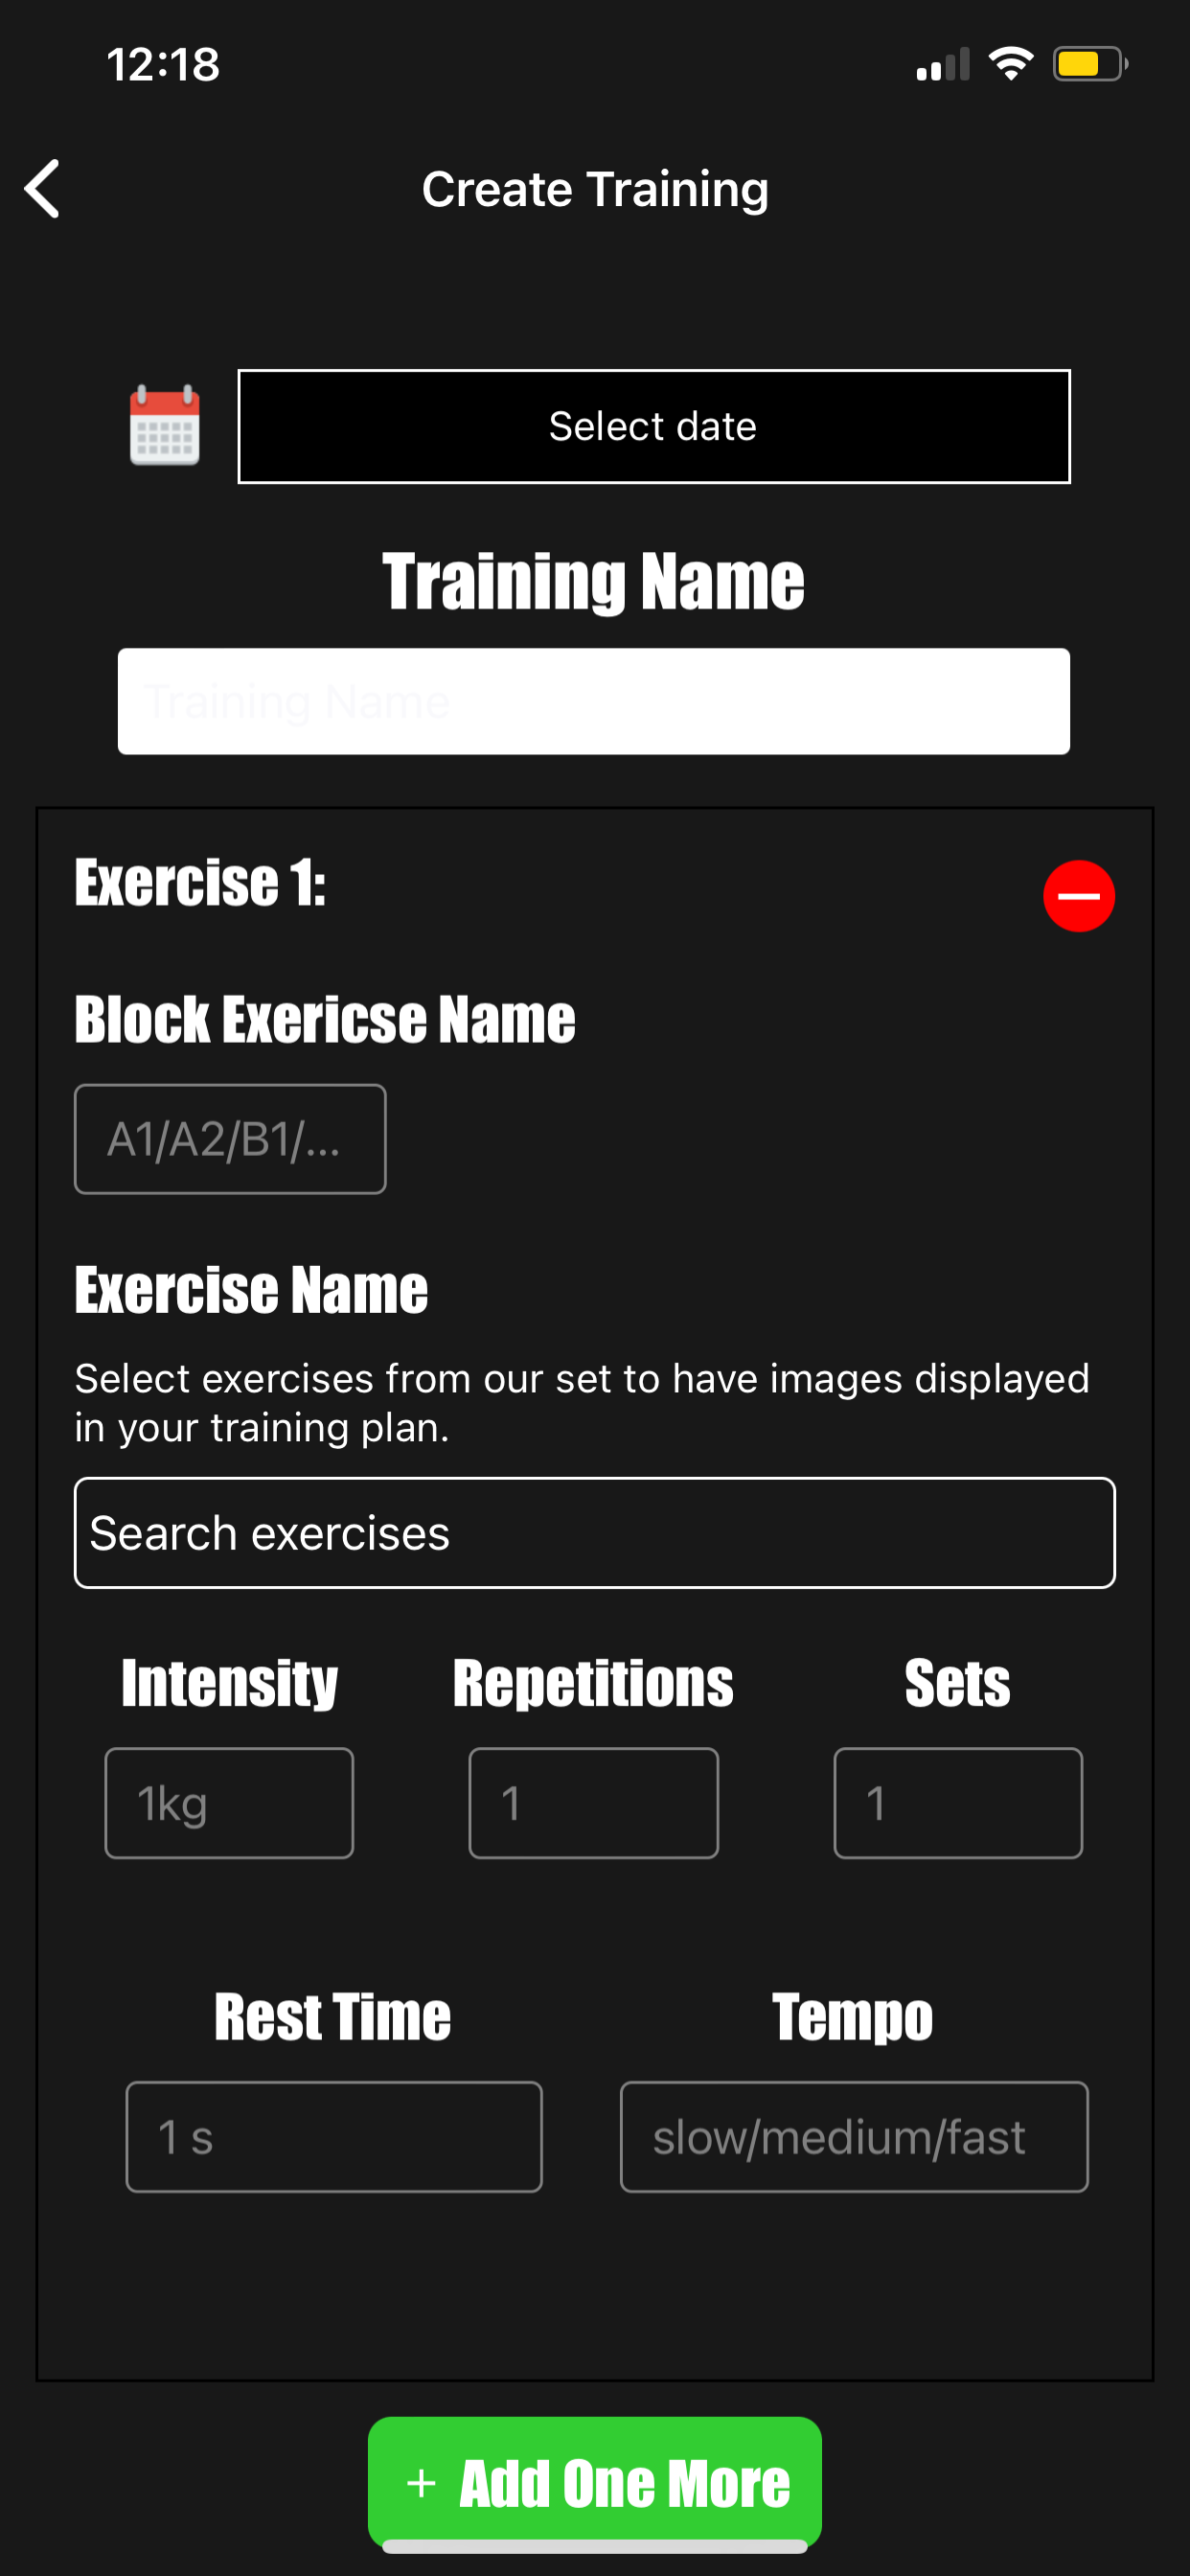 12:18
Create Training
Select date
Training Name
Training Name
Exercise 1:
Block Exericse Name
A1/A2/B1/...
Exercise Name
Select exercises from our set to have images displayed
in your training plan.
Search exercises
Intensity Repetitions Sets
1kg 1 1
Rest Time Tempo
1 s slow/medium/fast
+ Add One More